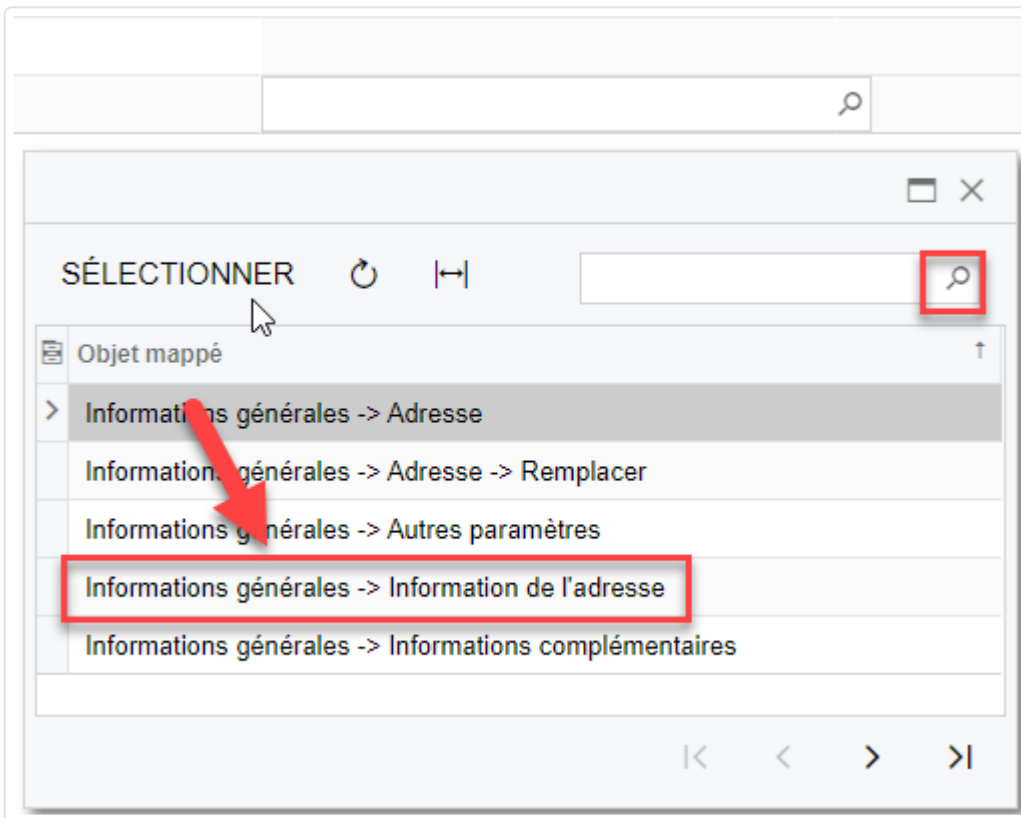 SÉLECTIONNER
Objet mappé
Informations générales -> Adresse
Informations générales -> Adresse -> Remplacer
Informations générales -> Autres paramètres
Informations générales -> Information de l'adresse
Informations générales -> Informations complémentaires